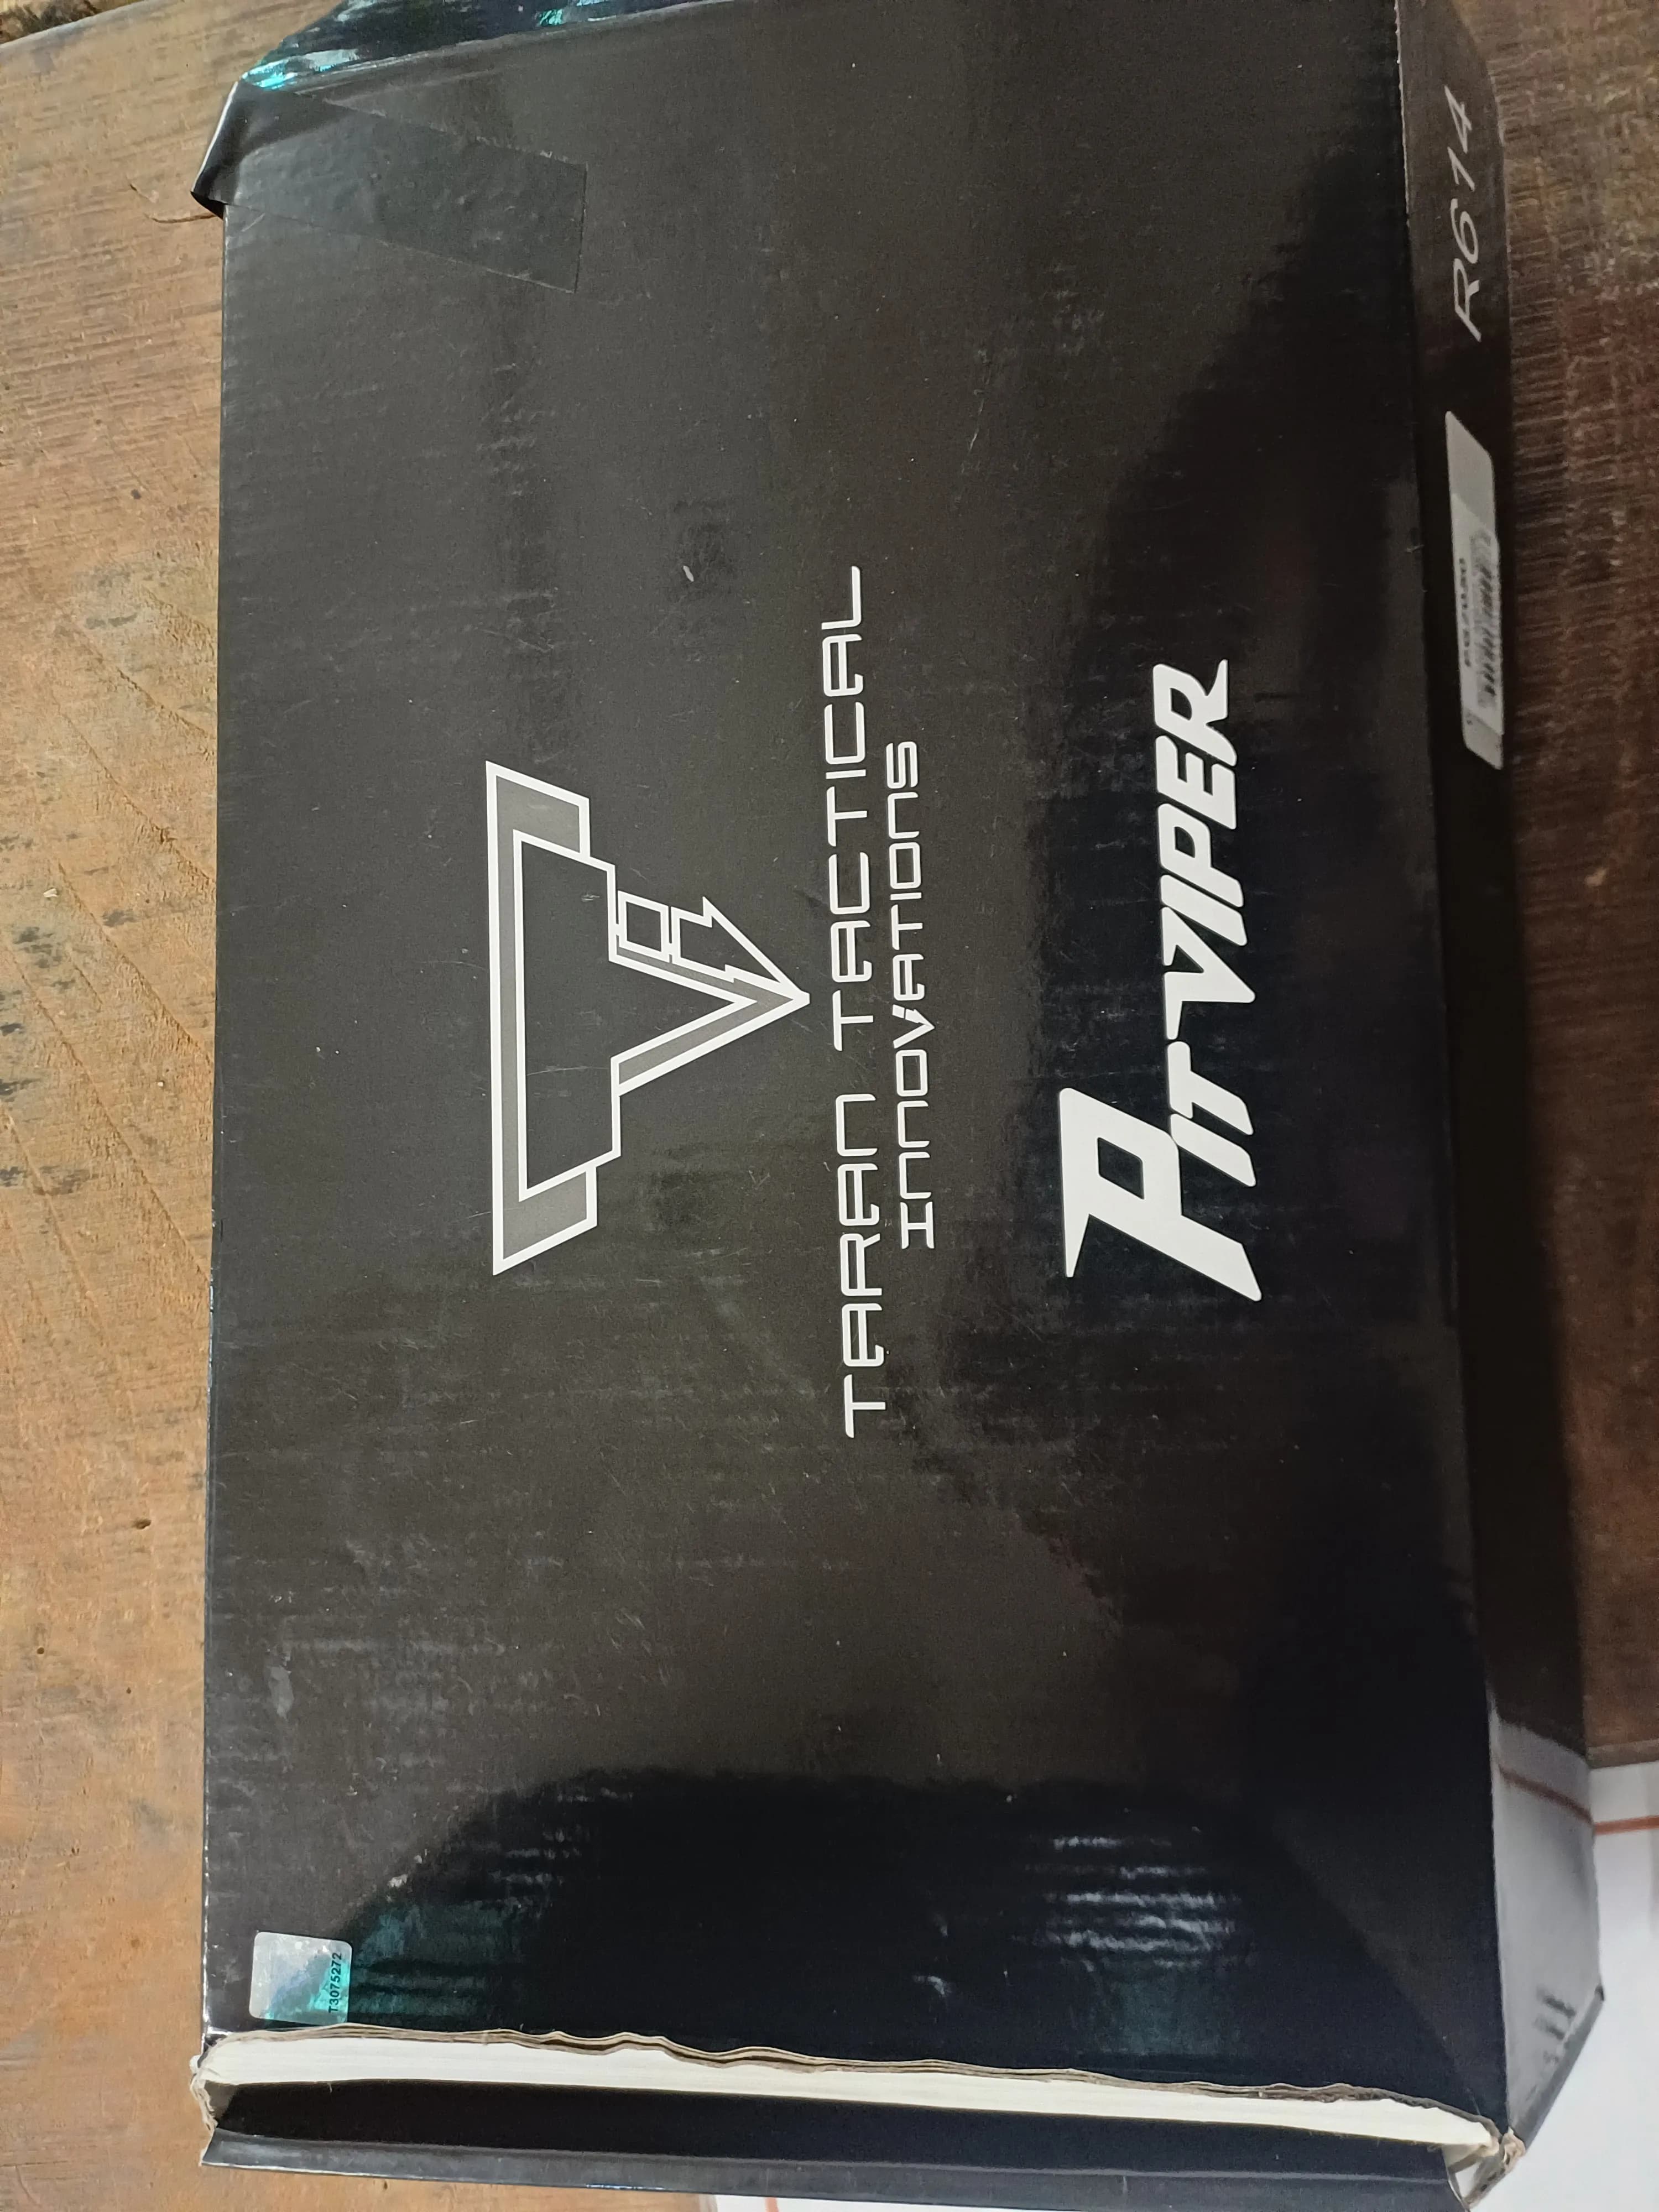 TARAN TACTICAL
INNOVATIONS
PIT VIPER
R614
T3075272